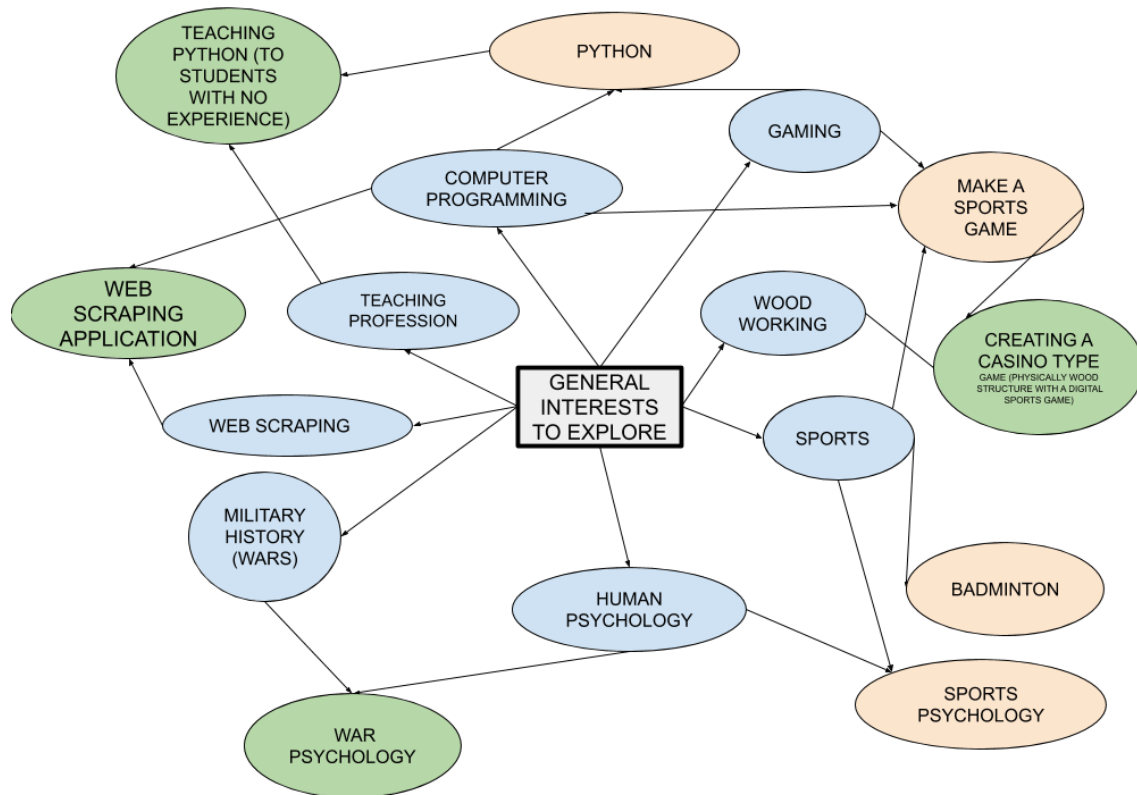 TEACHING
PYTHON (TO
STUDENTS
WITH NO
EXPERIENCE)
PYTHON
GAMING
COMPUTER
PROGRAMMING
MAKE A
SPORTS
GAME
WEB
SCRAPING
APPLICATION
TEACHING
PROFESSION
WOOD
WORKING
CREATING A
CASINO TYPE
GAME (PHYSICALLY WOOD
STRUCTURE WITH A DIGITAL
SPORTS GAME)
GENERAL
INTERESTS
TO EXPLORE
WEB SCRAPING
SPORTS
MILITARY
HISTORY
(WARS)
HUMAN
PSYCHOLOGY
BADMINTON
SPORTS
PSYCHOLOGY
WAR
PSYCHOLOGY